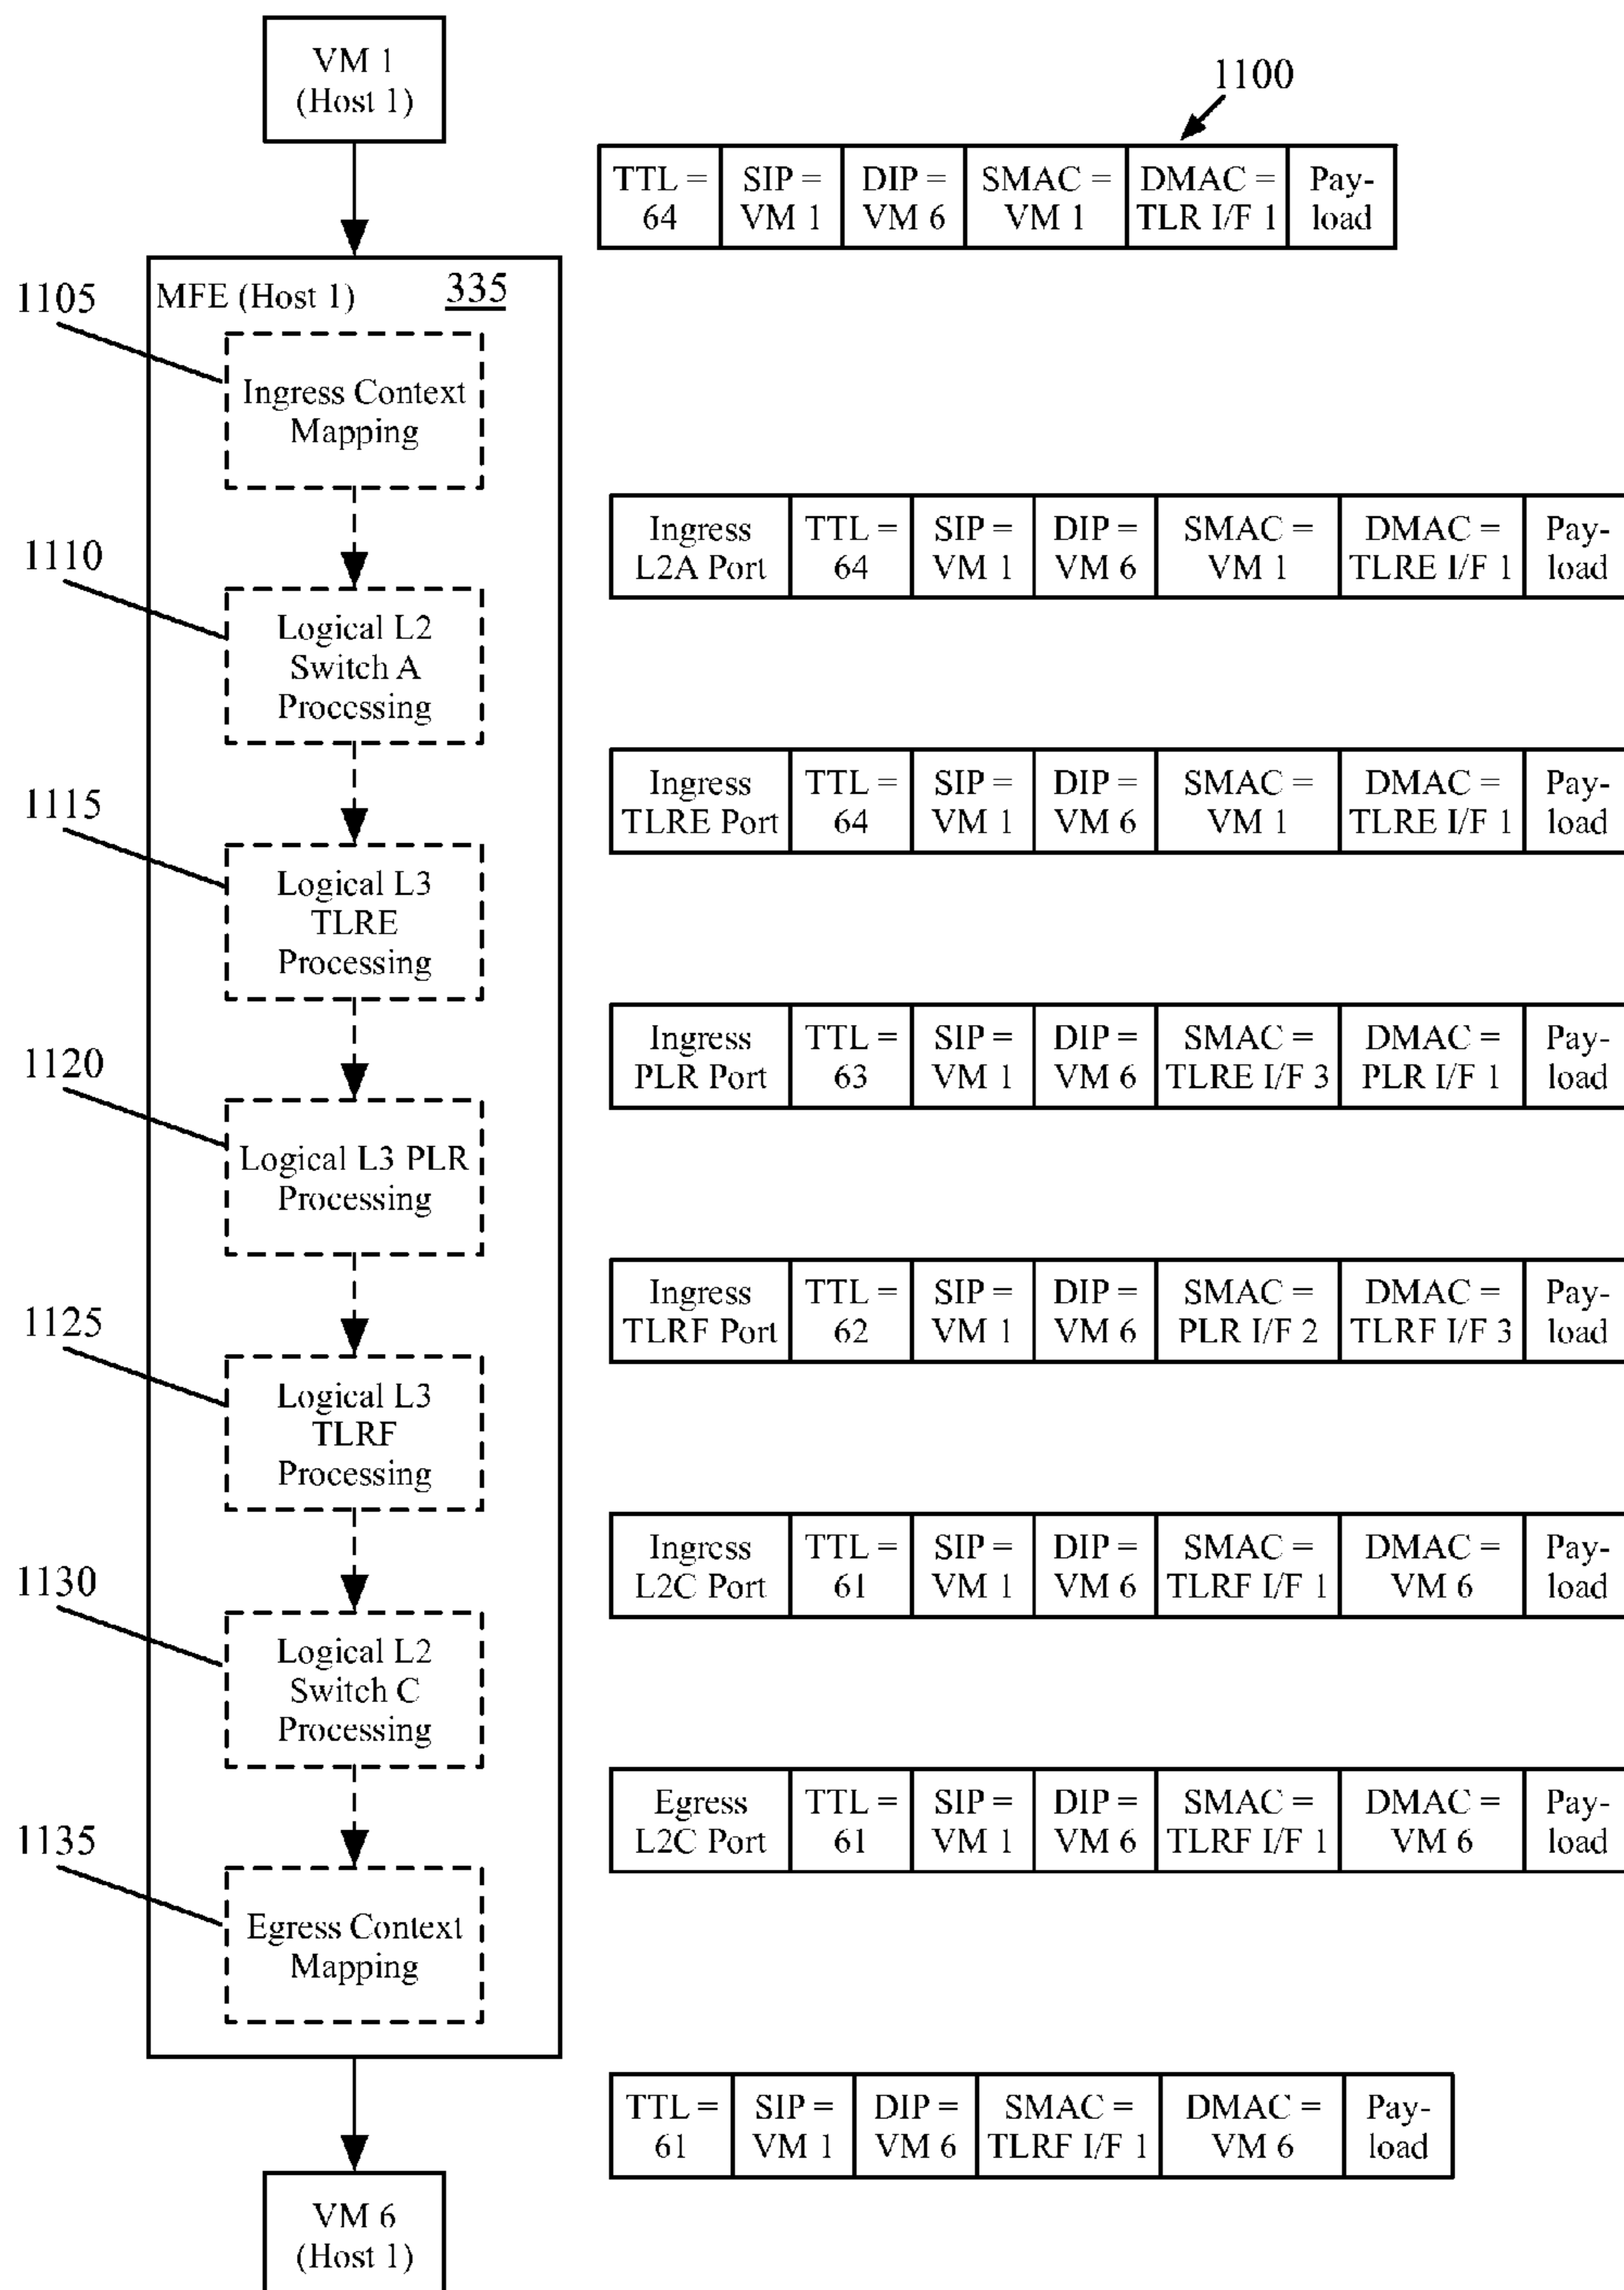 VM 1
(Host 1)
1100
TTL = 64 SIP = VM 1 DIP = VM 6 SMAC = VM 1 DMAC = TLR I/F 1 Pay-load
MFE (Host 1) 335
1105
Ingress Context
Mapping
Ingress L2A Port TTL = 64 SIP = VM 1 DIP = VM 6 SMAC = VM 1 DMAC = TLRE I/F 1 Pay-load
1110
Logical L2
Switch A
Processing
Ingress TLRE Port TTL = 64 SIP = VM 1 DIP = VM 6 SMAC = VM 1 DMAC = TLRE I/F 1 Pay-load
1115
Logical L3
TLRE
Processing
Ingress PLR Port TTL = 63 SIP = VM 1 DIP = VM 6 SMAC = TLRE I/F 3 DMAC = PLR I/F 1 Pay-load
1120
Logical L3 PLR
Processing
Ingress TLRF Port TTL = 62 SIP = VM 1 DIP = VM 6 SMAC = PLR I/F 2 DMAC = TLRF I/F 3 Pay-load
1125
Logical L3
TLRF
Processing
Ingress L2C Port TTL = 61 SIP = VM 1 DIP = VM 6 SMAC = TLRF I/F 1 DMAC = VM 6 Pay-load
1130
Logical L2
Switch C
Processing
Egress L2C Port TTL = 61 SIP = VM 1 DIP = VM 6 SMAC = TLRF I/F 1 DMAC = VM 6 Pay-load
1135
Egress Context
Mapping
TTL = 61 SIP = VM 1 DIP = VM 6 SMAC = TLRF I/F 1 DMAC = VM 6 Pay-load
VM 6
(Host 1)